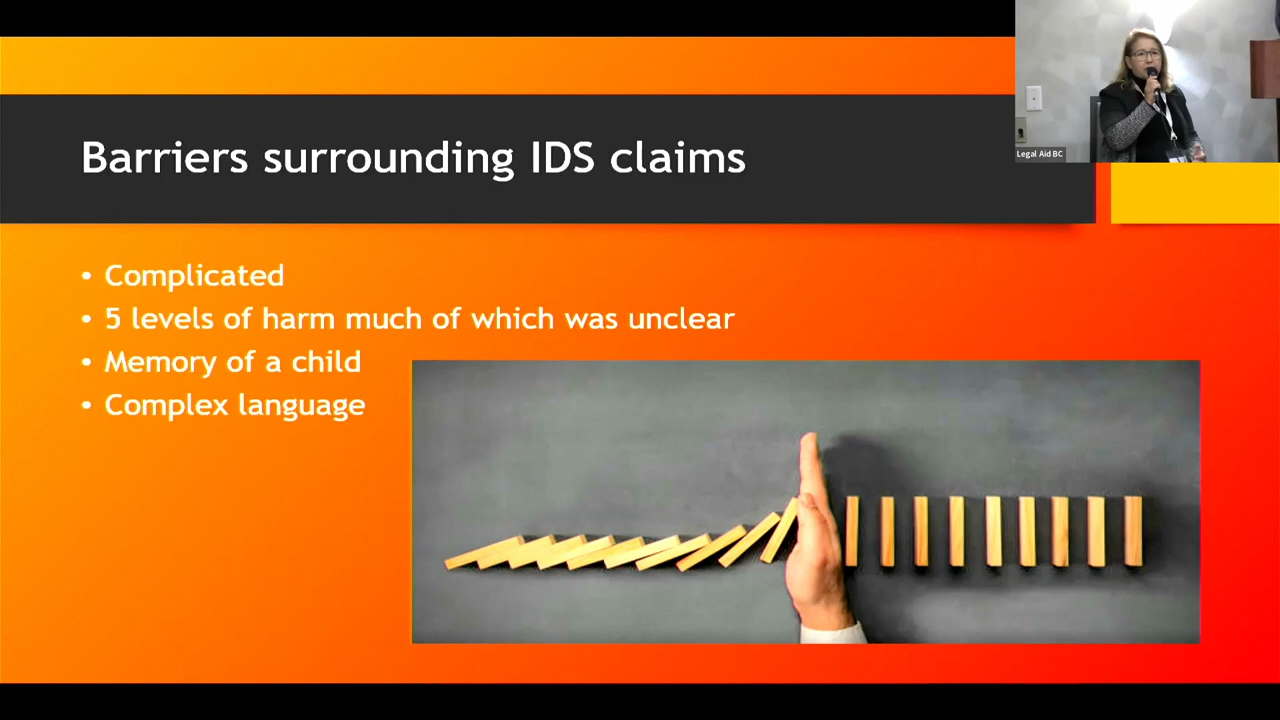 Legal Aid BC
Barriers surrounding IDS claims
• Complicated
• 5 levels of harm much of which was unclear
• Memory of a child
• Complex language